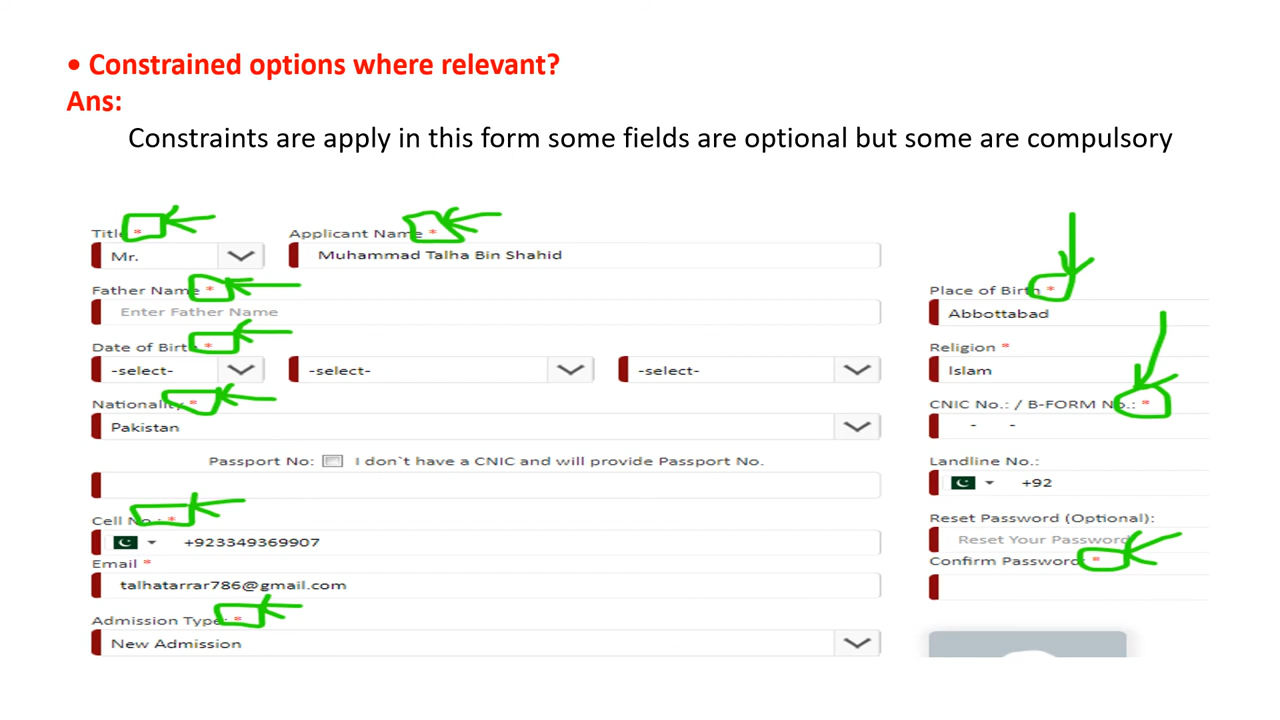 • Constrained options where relevant?
Ans:
Constraints are apply in this form some fields are optional but some are compulsory
Title *
Applicant Name *
Mr.
Muhammad Talha Bin Shahid
Father Name *
Place of Birth *
Enter Father Name
Abbottabad
Date of Birth *
Religion *
-select-
-select-
-select-
Islam
Nationality *
CNIC No.: / B-FORM No.: *
Pakistan
- -
Passport No: I don`t have a CNIC and will provide Passport No.
Landline No.:
+92
Cell No.: *
Reset Password (Optional):
+923349369907
Reset Your Password
Email *
Confirm Password: *
talhatarrar786@gmail.com
Admission Type: *
New Admission